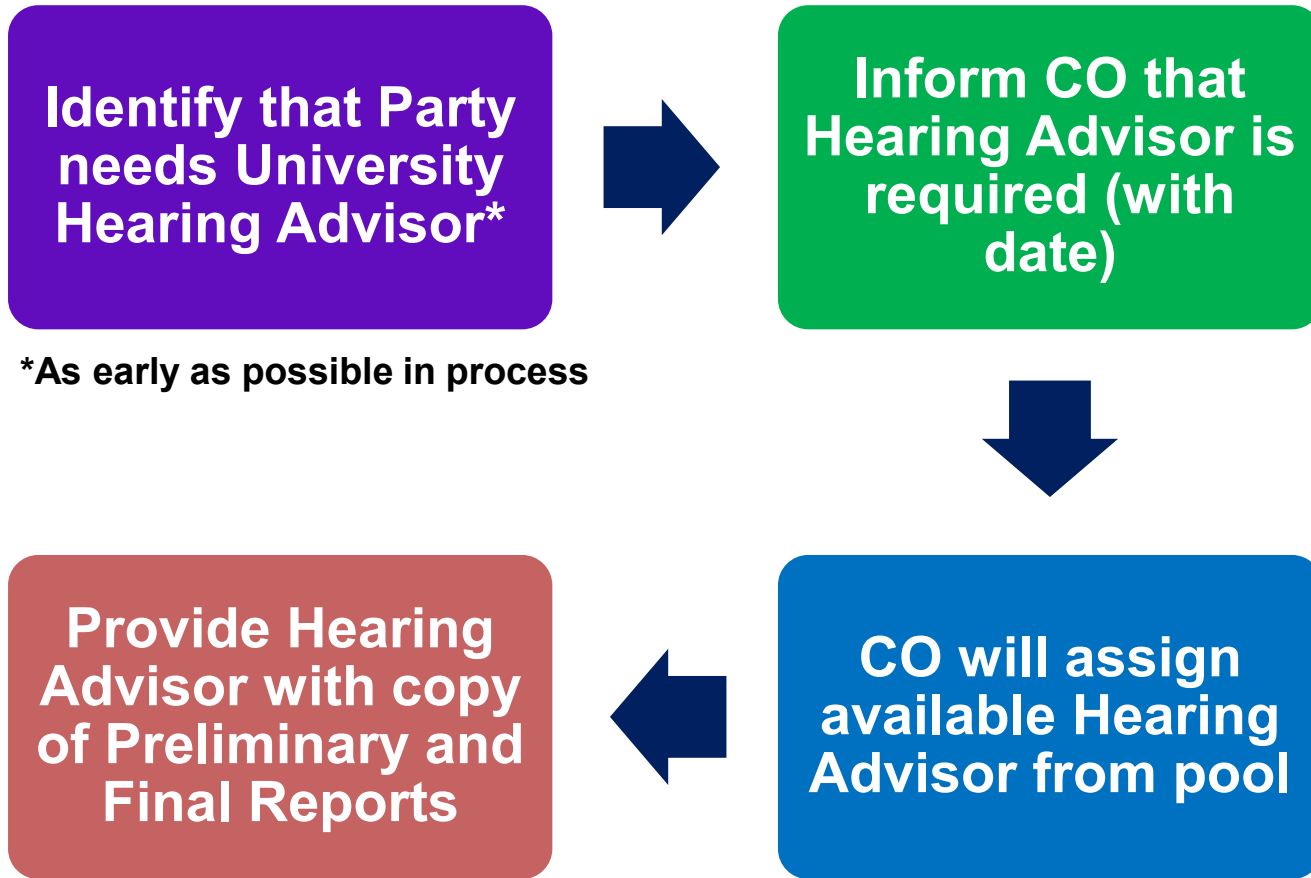 Identify that Party
needs University
Hearing Advisor*
*As early as possible in process
Inform CO that
Hearing Advisor is
required (with
date)
CO will assign
available Hearing
Advisor from pool
Provide Hearing
Advisor with copy
of Preliminary and
Final Reports